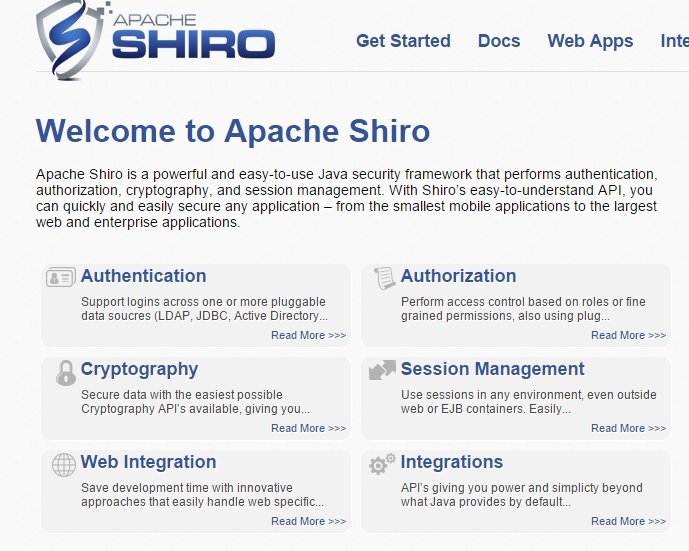 APACHE
SHIRO
Get Started Docs Web Apps Inte
Welcome to Apache Shiro
Apache Shiro is a powerful and easy-to-use Java security framework that performs authentication,
authorization, cryptography, and session management. With Shiro's easy-to-understand API, you
can quickly and easily secure any application – from the smallest mobile applications to the largest
web and enterprise applications.
Authentication
Support logins across one or more pluggable
data soucres (LDAP, JDBC, Active Directory...
Read More >>>
Authorization
Perform access control based on roles or fine
grained permissions, also using plug...
Read More >>>
Cryptography
Secure data with the easiest possible
Cryptography API's available, giving you...
Read More >>>
Session Management
Use sessions in any environment, even outside
web or EJB containers. Easily...
Read More >>>
Web Integration
Save development time with innovative
approaches that easily handle web specific...
Read More >>>
Integrations
API's giving you power and simplicty beyond
what Java provides by default...
Read More >>>